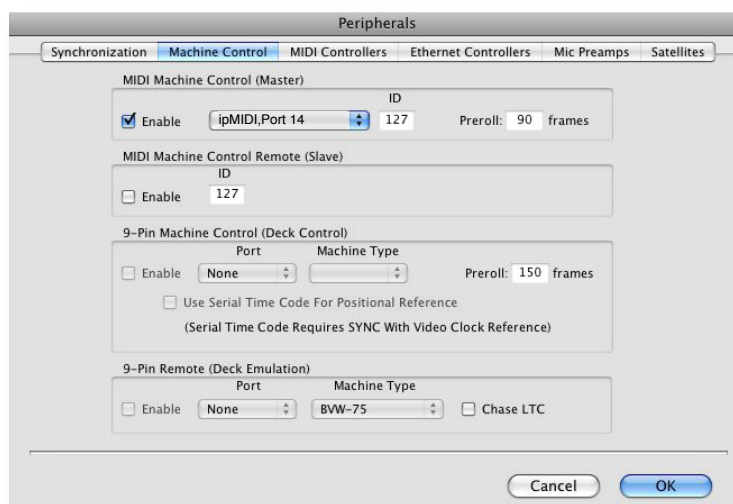 Peripherals
Synchronization Machine Control MIDI Controllers Ethernet Controllers Mic Preamps Satellites
MIDI Machine Control (Master)
ID
Enable ipMIDI,Port 14 127 Preroll: 90 frames
MIDI Machine Control Remote (Slave)
ID
Enable 127
9-Pin Machine Control (Deck Control)
Port Machine Type
Enable None Preroll: 150 frames
Use Serial Time Code For Positional Reference
(Serial Time Code Requires SYNC With Video Clock Reference)
9-Pin Remote (Deck Emulation)
Port Machine Type
Enable None BVW-75 Chase LTC
Cancel OK